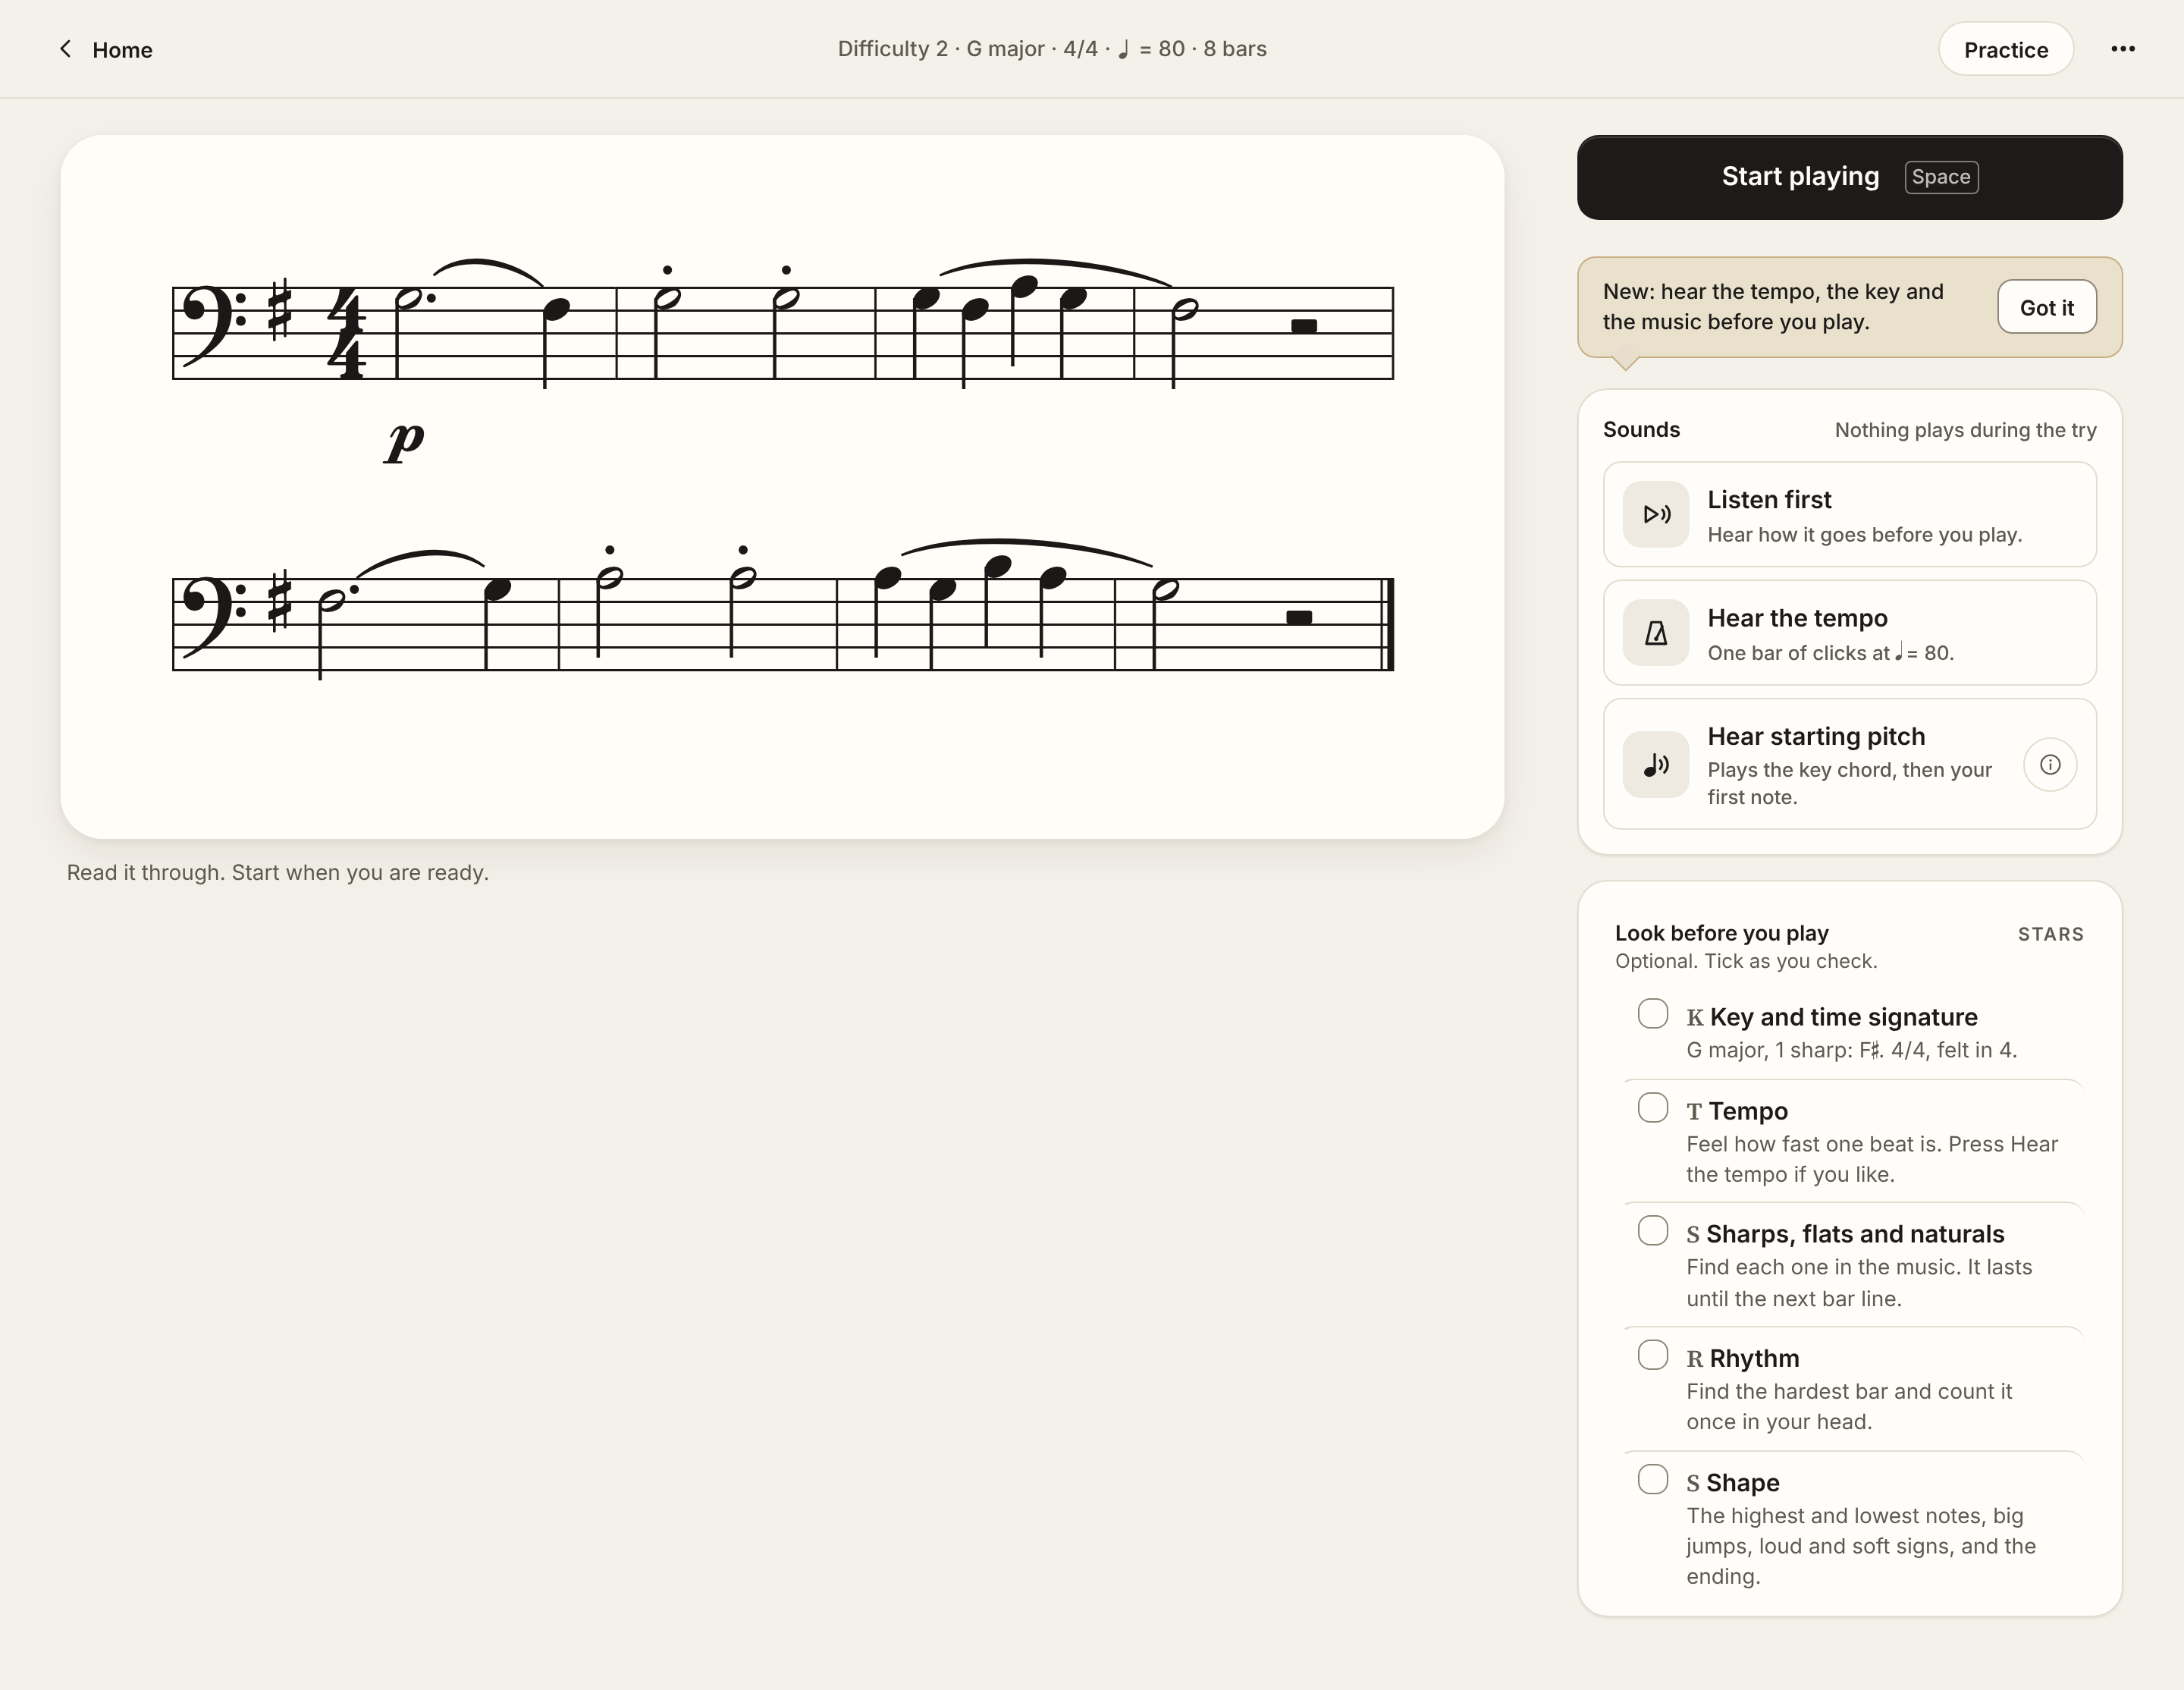 Home
Difficulty 2 · G major · 4/4 · ♩ = 80 · 8 bars
Practice
Start playing Space
New: hear the tempo, the key and
the music before you play.
Got it
Sounds
Nothing plays during the try
Listen first
Hear how it goes before you play.
Hear the tempo
One bar of clicks at ♩ = 80.
Hear starting pitch
Plays the key chord, then your
first note.
4
4
p
Read it through. Start when you are ready.
Look before you play
STARS
Optional. Tick as you check.
K Key and time signature
G major, 1 sharp: F♯. 4/4, felt in 4.
T Tempo
Feel how fast one beat is. Press Hear
the tempo if you like.
S Sharps, flats and naturals
Find each one in the music. It lasts
until the next bar line.
R Rhythm
Find the hardest bar and count it
once in your head.
S Shape
The highest and lowest notes, big
jumps, loud and soft signs, and the
ending.